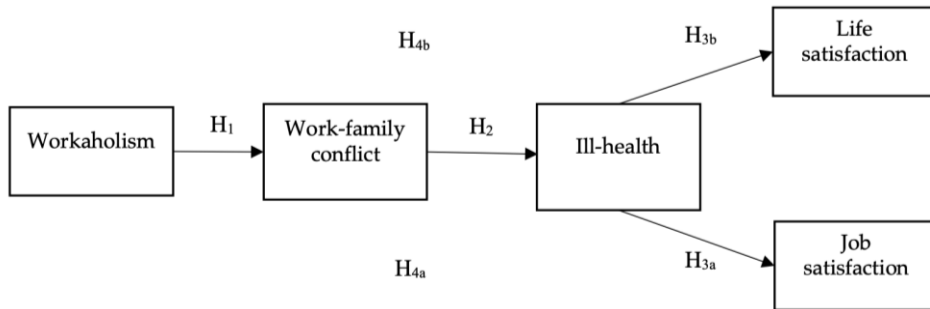 H4b
H3b
Life
satisfaction
Workaholism
H1
Work-family
conflict
H2
Ill-health
H4a
H3a
Job
satisfaction